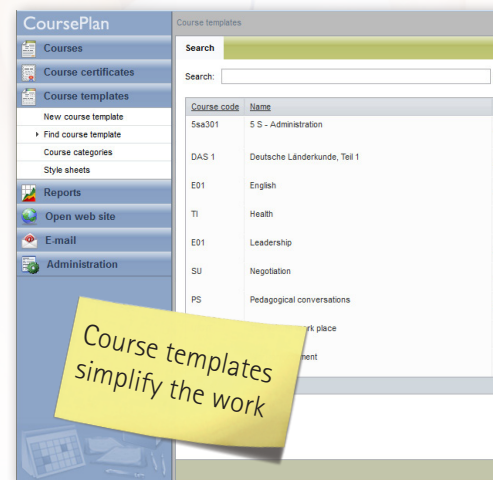 CoursePlan
Courses
Course certificates
Course templates
New course template
Find course template
Course categories
Style sheets
Reports
Open web site
E-mail
Administration
Course templates
Search
Search:
Course code Name
5sa301 5 S - Administration
DAS 1 Deutsche Länderkunde, Teil 1
E01 English
TI Health
E01 Leadership
SU Negotiation
PS Pedagogical conversations
place
Course templates
simplify the work